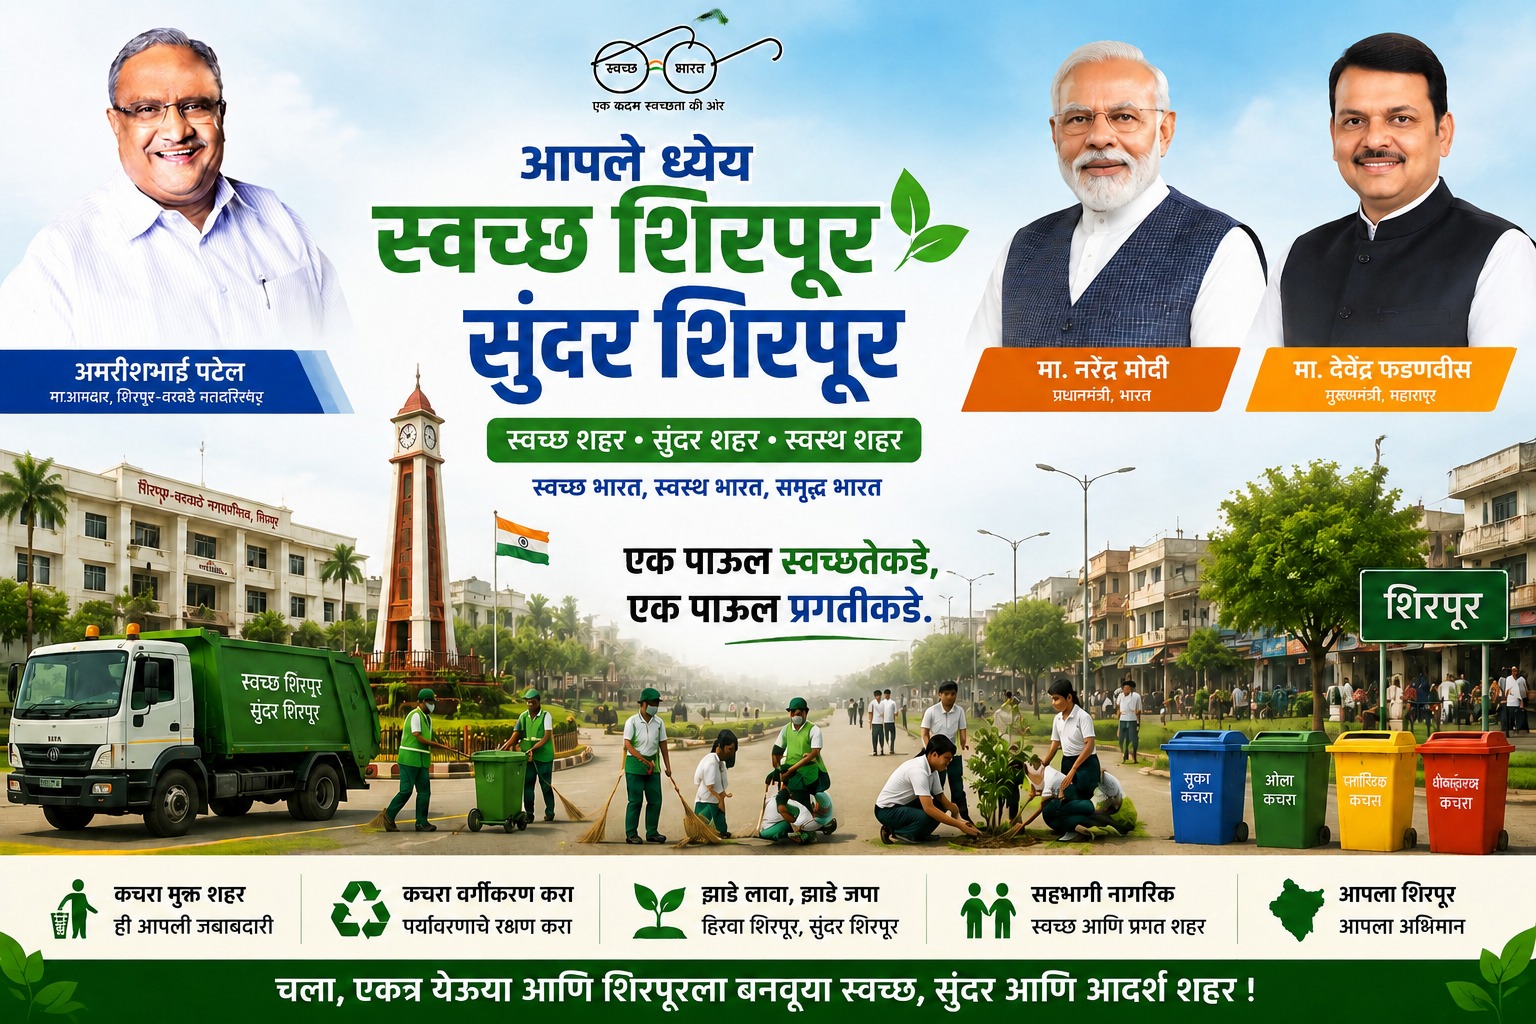 स्वच्छ भारत
एक कदम स्वच्छता की ओर
आपले ध्येय
स्वच्छ शिरपूर
सुंदर शिरपूर
स्वच्छ शहर • सुंदर शहर • स्वस्थ शहर
स्वच्छ भारत, स्वस्थ भारत, समृद्ध भारत
एक पाऊल स्वच्छतेकडे,
एक पाऊल प्रगतीकडे.
अमरीशभाई पटेल
शिरपूर-
मा. नरेंद्र मोदी
प्रधानमंत्री, भारत
मा. देवेंद्र फडणवीस
स्वच्छ शिरपूर
सुंदर शिरपूर
शिरपूर
सूका
कचरा
ओला
कचरा
कचरा
कचरा मुक्त शहर
ही आपली जबाबदारी
कचरा वर्गीकरण करा
पर्यावरणाचे रक्षण करा
झाडे लावा, झाडे जपा
हिरवा शिरपूर, सुंदर शिरपूर
सहभागी नागरिक
स्वच्छ आणि प्रगत शहर
आपला शिरपूर
आपला अभिमान
चला, एकत्र येऊया आणि शिरपूरला बनवूया स्वच्छ, सुंदर आणि आदर्श शहर !